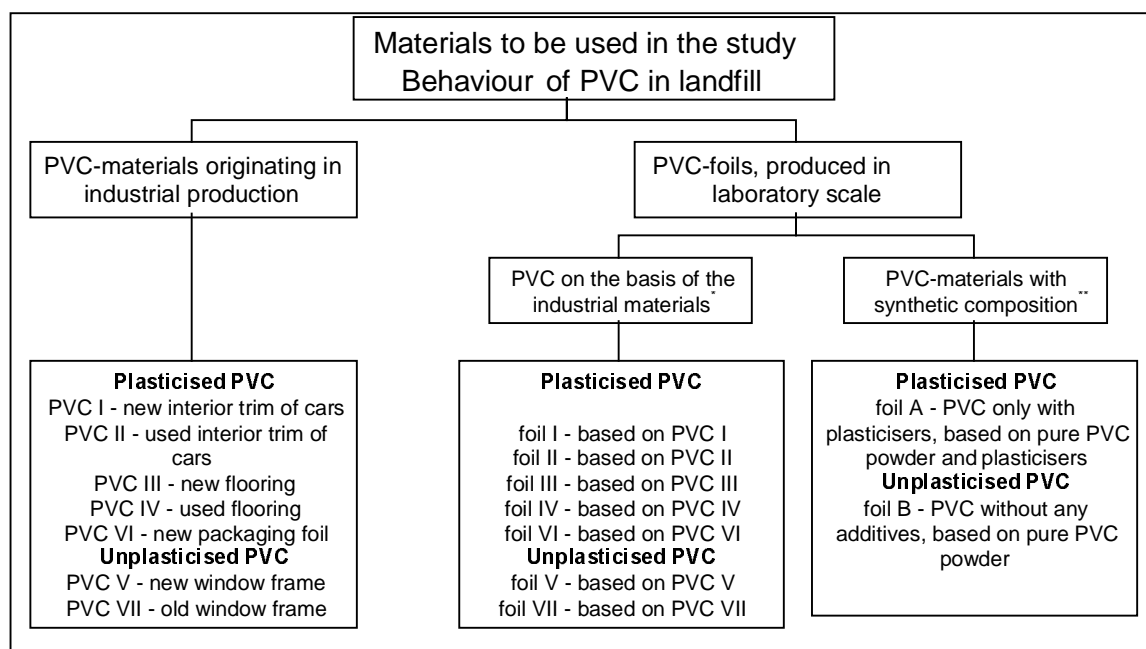 Materials to be used in the study
Behaviour of PVC in landfill
PVC-materials originating in
industrial production
PVC-foils, produced in
laboratory scale
PVC on the basis of the
industrial materials*
PVC-materials with
synthetic composition**
Plasticised PVC
PVC I - new interior trim of cars
PVC II - used interior trim of
cars
PVC III - new flooring
PVC IV - used flooring
PVC VI - new packaging foil
Unplasticised PVC
PVC V - new window frame
PVC VII - old window frame
Plasticised PVC
foil I - based on PVC I
foil II - based on PVC II
foil III - based on PVC III
foil IV - based on PVC IV
foil VI - based on PVC VI
Unplasticised PVC
foil V - based on PVC V
foil VII - based on PVC VII
Plasticised PVC
foil A - PVC only with
plasticisers, based on pure PVC
powder and plasticisers
Unplasticised PVC
foil B - PVC without any
additives, based on pure PVC
powder